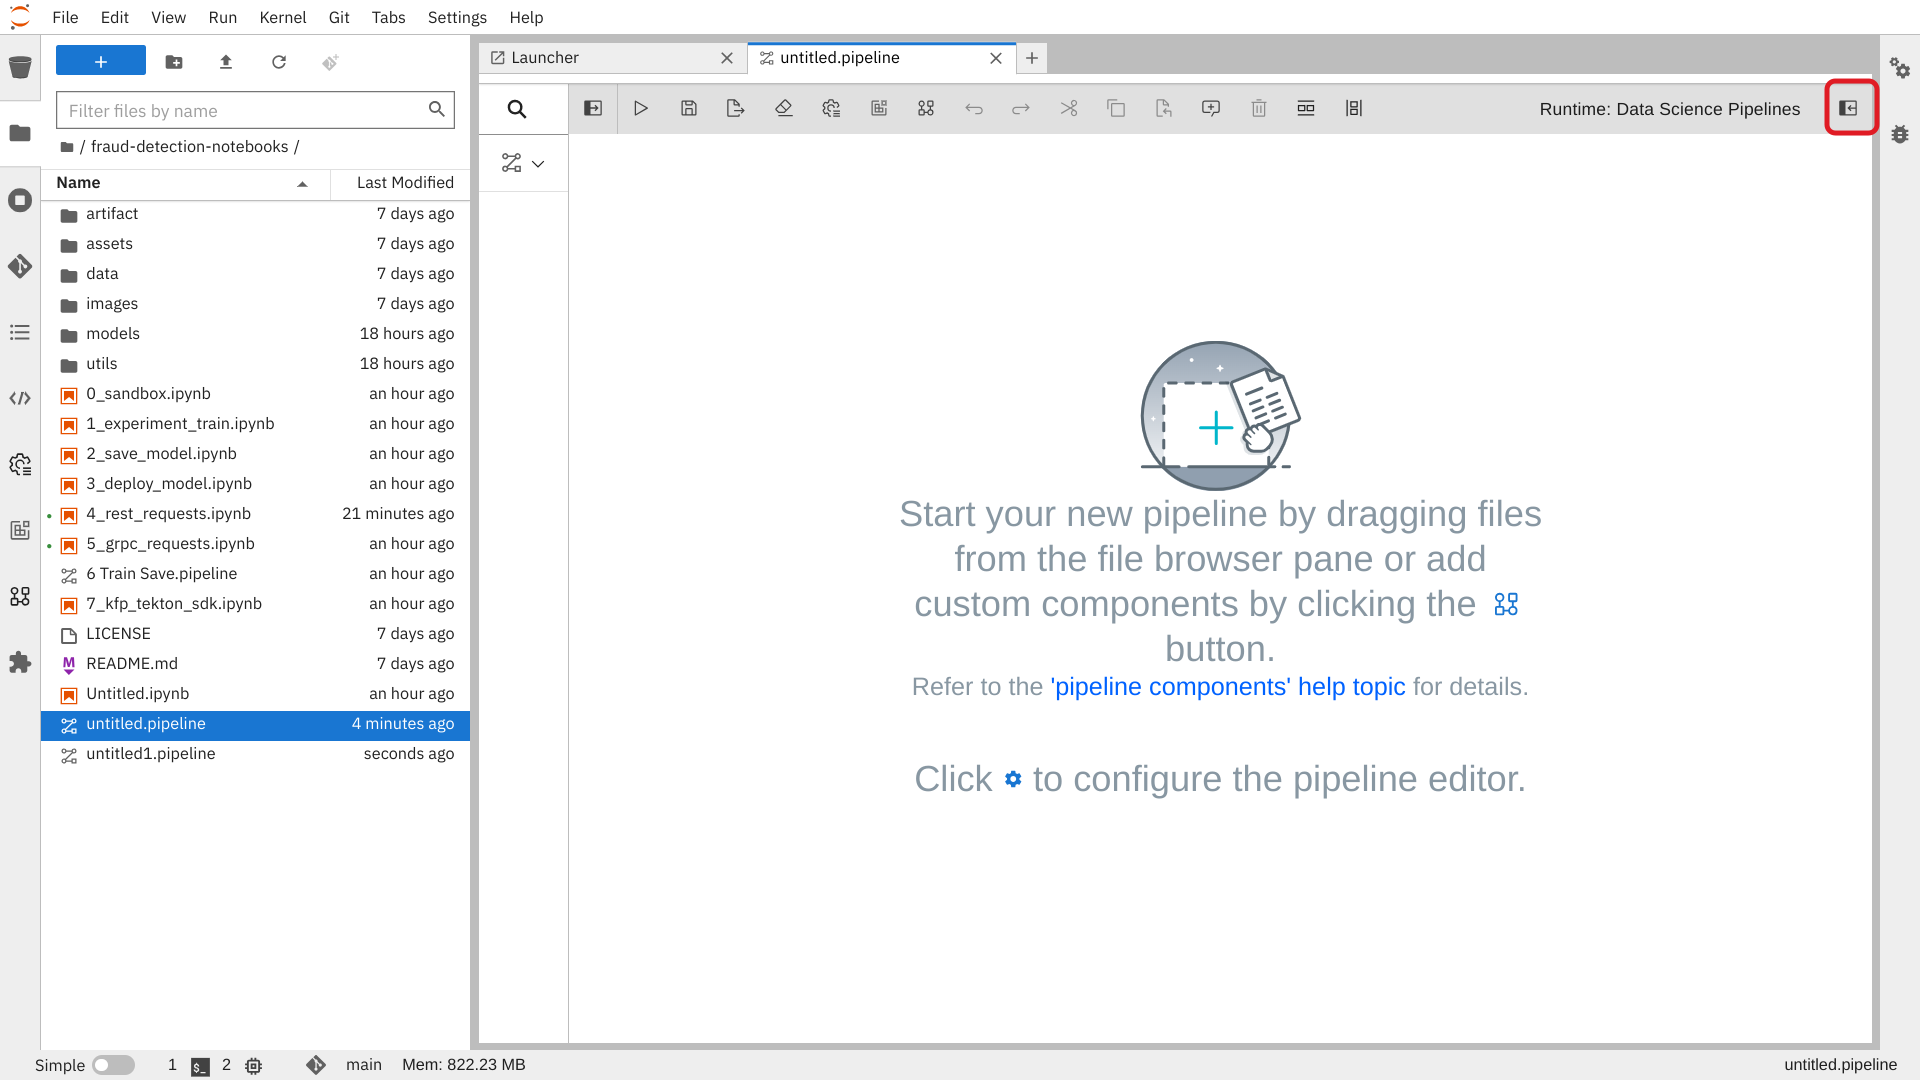 File Edit View Run Kernel Git Tabs Settings Help
Launcher
untitled.pipeline
Filter files by name
Runtime: Data Science Pipelines
/ fraud-detection-notebooks /
Name Last Modified
artifact 7 days ago
assets 7 days ago
data 7 days ago
images 7 days ago
models 18 hours ago
utils 18 hours ago
0_sandbox.ipynb an hour ago
1_experiment_train.ipynb an hour ago
2_save_model.ipynb an hour ago
3_deploy_model.ipynb an hour ago
4_rest_requests.ipynb 21 minutes ago
5_grpc_requests.ipynb an hour ago
6 Train Save.pipeline an hour ago
7_kfp_tekton_sdk.ipynb an hour ago
LICENSE 7 days ago
M README.md 7 days ago
Untitled.ipynb an hour ago
untitled.pipeline 4 minutes ago
untitled1.pipeline seconds ago
Start your new pipeline by dragging files
from the file browser pane or add
custom components by clicking the
button.
Refer to the 'pipeline components' help topic for details.
Click to configure the pipeline editor.
Simple 1 $_ 2 main Mem: 822.23 MB untitled.pipeline